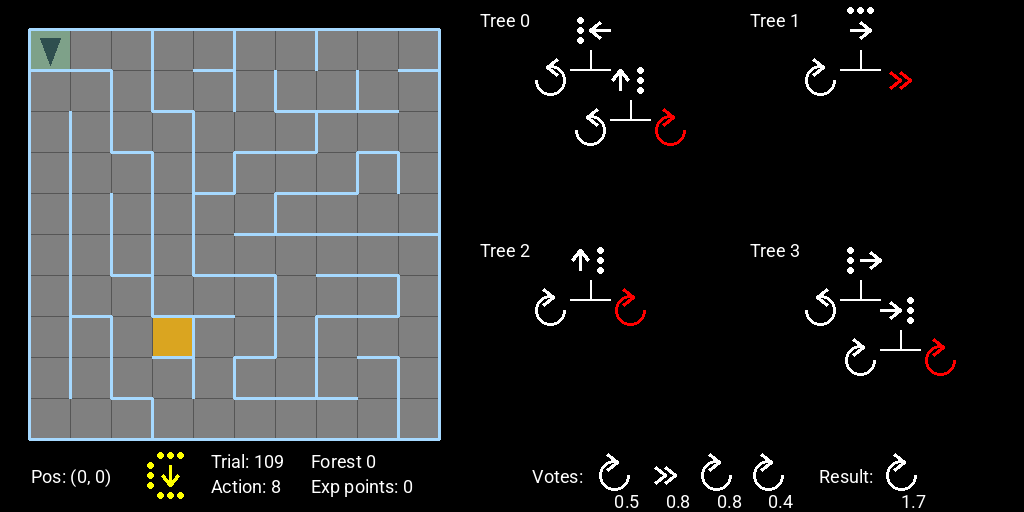 Tree 0
Tree 1
Tree 2
Tree 3
Pos: (0, 0)
Trial: 109
Forest 0
Action: 8
Exp points: 0
Votes:
0.5
0.8
0.8
0.4
Result:
1.7